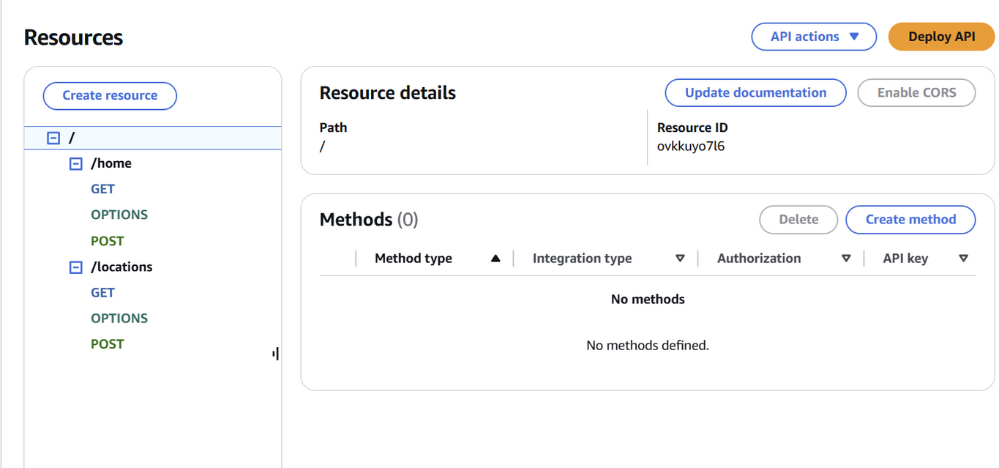 Resources
API actions
Deploy API
Create resource
/
/home
GET
OPTIONS
POST
/locations
GET
OPTIONS
POST
Resource details
Update documentation
Enable CORS
Path
/
Resource ID
ovkkuyo7l6
Methods (0)
Delete
Create method
Method type
Integration type
Authorization
API key
No methods
No methods defined.